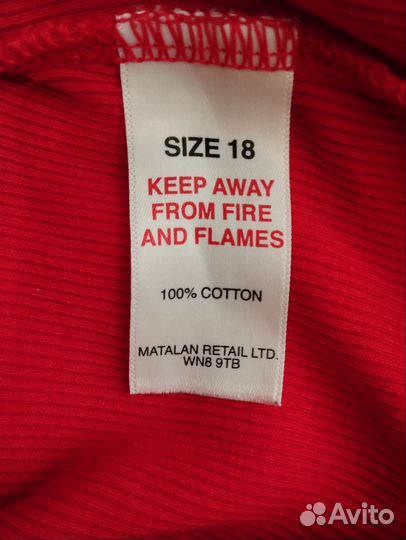 SIZE 18
KEEP AWAY
FROM FIRE
AND FLAMES
100% COTTON
MATALAN RETAIL LTD.
WN8 9TB
Avito